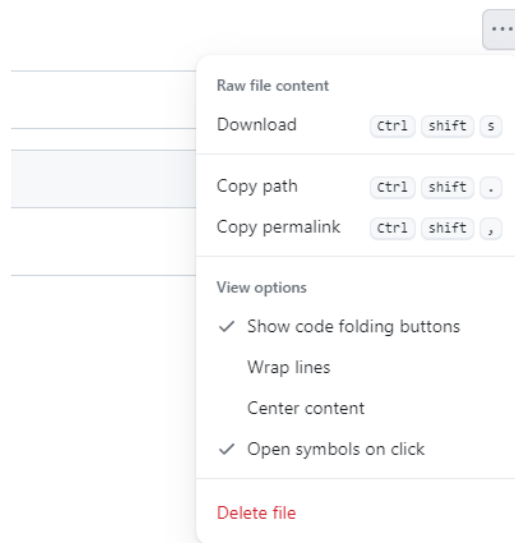 ...
Raw file content
Download Ctrl shift s
Copy path Ctrl shift .
Copy permalink Ctrl shift ,
View options
✓ Show code folding buttons
Wrap lines
Center content
✓ Open symbols on click
Delete file